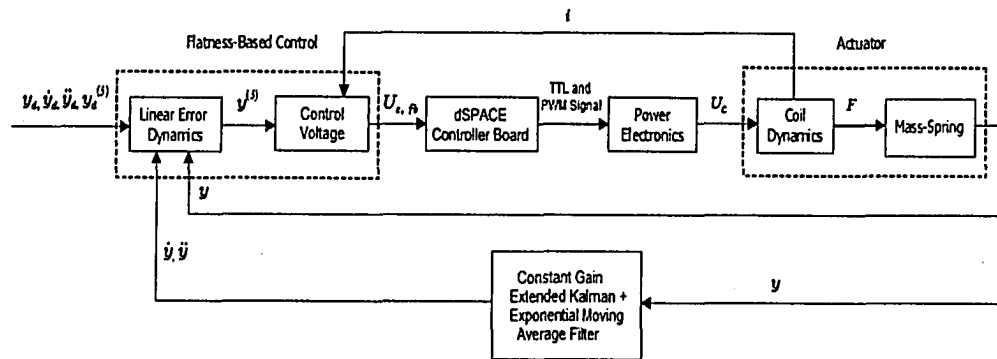 i
Flatness-Based Control
Actuator
y_d, ẏ_d, ÿ_d, y_d^(3)
Linear Error
Dynamics
y^(3)
Control
Voltage
U_c, fb
dSPACE
Controller Board
TTL and
PWM Signal
Power
Electronics
U_c
Coil
Dynamics
F
Mass-Spring
y
ẏ, ÿ
Constant Gain
Extended Kalman +
Exponential Moving
Average Filter
y